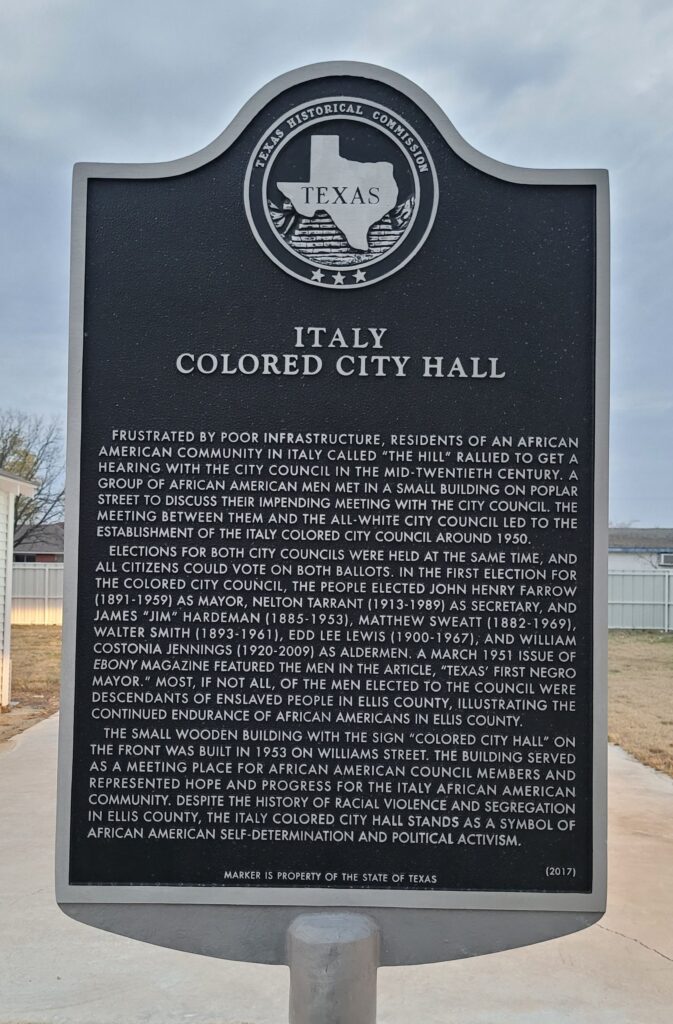 TEXAS HISTORICAL COMMISSION
TEXAS
ITALY
COLORED CITY HALL
FRUSTRATED BY POOR INFRASTRUCTURE, RESIDENTS OF AN AFRICAN
AMERICAN COMMUNITY IN ITALY CALLED "THE HILL" RALLIED TO GET A
HEARING WITH THE CITY COUNCIL IN THE MID-TWENTIETH CENTURY. A
GROUP OF AFRICAN AMERICAN MEN MET IN A SMALL BUILDING ON POPLAR
STREET TO DISCUSS THEIR IMPENDING MEETING WITH THE CITY COUNCIL. THE
MEETING BETWEEN THEM AND THE ALL-WHITE CITY COUNCIL LED TO THE
ESTABLISHMENT OF THE ITALY COLORED CITY COUNCIL AROUND 1950.
ELECTIONS FOR BOTH CITY COUNCILS WERE HELD AT THE SAME TIME, AND
ALL CITIZENS COULD VOTE ON BOTH BALLOTS. IN THE FIRST ELECTION FOR
THE COLORED CITY COUNCIL, THE PEOPLE ELECTED JOHN HENRY FARROW
(1891-1959) AS MAYOR, NELTON TARRANT (1913-1989) AS SECRETARY, AND
JAMES "JIM" HARDEMAN (1885-1953), MATTHEW SWEATT (1882-1969),
WALTER SMITH (1893-1961), EDD LEE LEWIS (1900-1967), AND WILLIAM
COSTONIA JENNINGS (1920-2009) AS ALDERMEN. A MARCH 1951 ISSUE OF
EBONY MAGAZINE FEATURED THE MEN IN THE ARTICLE, "TEXAS' FIRST NEGRO
MAYOR." MOST, IF NOT ALL, OF THE MEN ELECTED TO THE COUNCIL WERE
DESCENDANTS OF ENSLAVED PEOPLE IN ELLIS COUNTY, ILLUSTRATING THE
CONTINUED ENDURANCE OF AFRICAN AMERICANS IN ELLIS COUNTY.
THE SMALL WOODEN BUILDING WITH THE SIGN "COLORED CITY HALL" ON
THE FRONT WAS BUILT IN 1953 ON WILLIAMS STREET. THE BUILDING SERVED
AS A MEETING PLACE FOR AFRICAN AMERICAN COUNCIL MEMBERS AND
REPRESENTED HOPE AND PROGRESS FOR THE ITALY AFRICAN AMERICAN
COMMUNITY. DESPITE THE HISTORY OF RACIAL VIOLENCE AND SEGREGATION
IN ELLIS COUNTY, THE ITALY COLORED CITY HALL STANDS AS A SYMBOL OF
AFRICAN AMERICAN SELF-DETERMINATION AND POLITICAL ACTIVISM.
(2017)
MARKER IS PROPERTY OF THE STATE OF TEXAS